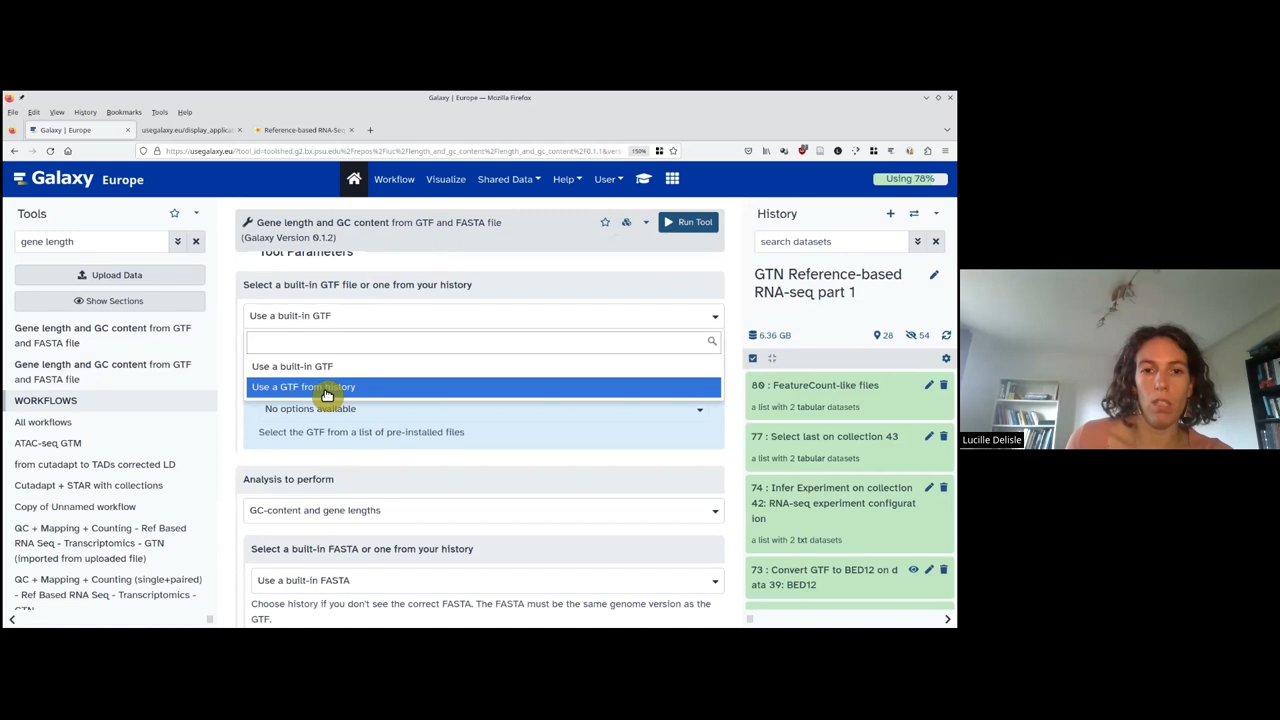 Galaxy | Europe — Mozilla Firefox
File Edit View History Bookmarks Tools Help
Galaxy | Europe
usegalaxy.eu/display_applica
Reference-based RNA-Seq
150%
Galaxy Europe
Workflow Visualize Shared Data Help User
Using 78%
Tools
gene length
Upload Data
Show Sections
Gene length and GC content from GTF
and FASTA file
Gene length and GC content from GTF
and FASTA file
WORKFLOWS
All workflows
ATAC-seq GTM
from cutadapt to TADs corrected LD
Cutadapt + STAR with collections
Copy of Unnamed workflow
QC + Mapping + Counting - Ref Based
RNA Seq - Transcriptomics - GTN
(imported from uploaded file)
QC + Mapping + Counting (single+paired)
- Ref Based RNA Seq - Transcriptomics -
GTN
Gene length and GC content from GTF and FASTA file
(Galaxy Version 0.1.2)
Run Tool
Tool Parameters
Select a built-in GTF file or one from your history
Use a built-in GTF
Use a built-in GTF
Use a GTF from history
No options available
Select the GTF from a list of pre-installed files
Analysis to perform
GC-content and gene lengths
Select a built-in FASTA or one from your history
Use a built-in FASTA
Choose history if you don't see the correct FASTA. The FASTA must be the same genome version as the
GTF.
History
search datasets
GTN Reference-based
RNA-seq part 1
6.36 GB
28
54
80 : FeatureCount-like files
a list with 2 tabular datasets
77 : Select last on collection 43
a list with 2 tabular datasets
74 : Infer Experiment on collection
42: RNA-seq experiment configurat
ion
a list with 2 txt datasets
73 : Convert GTF to BED12 on d
ata 39: BED12
Lucille Delisle